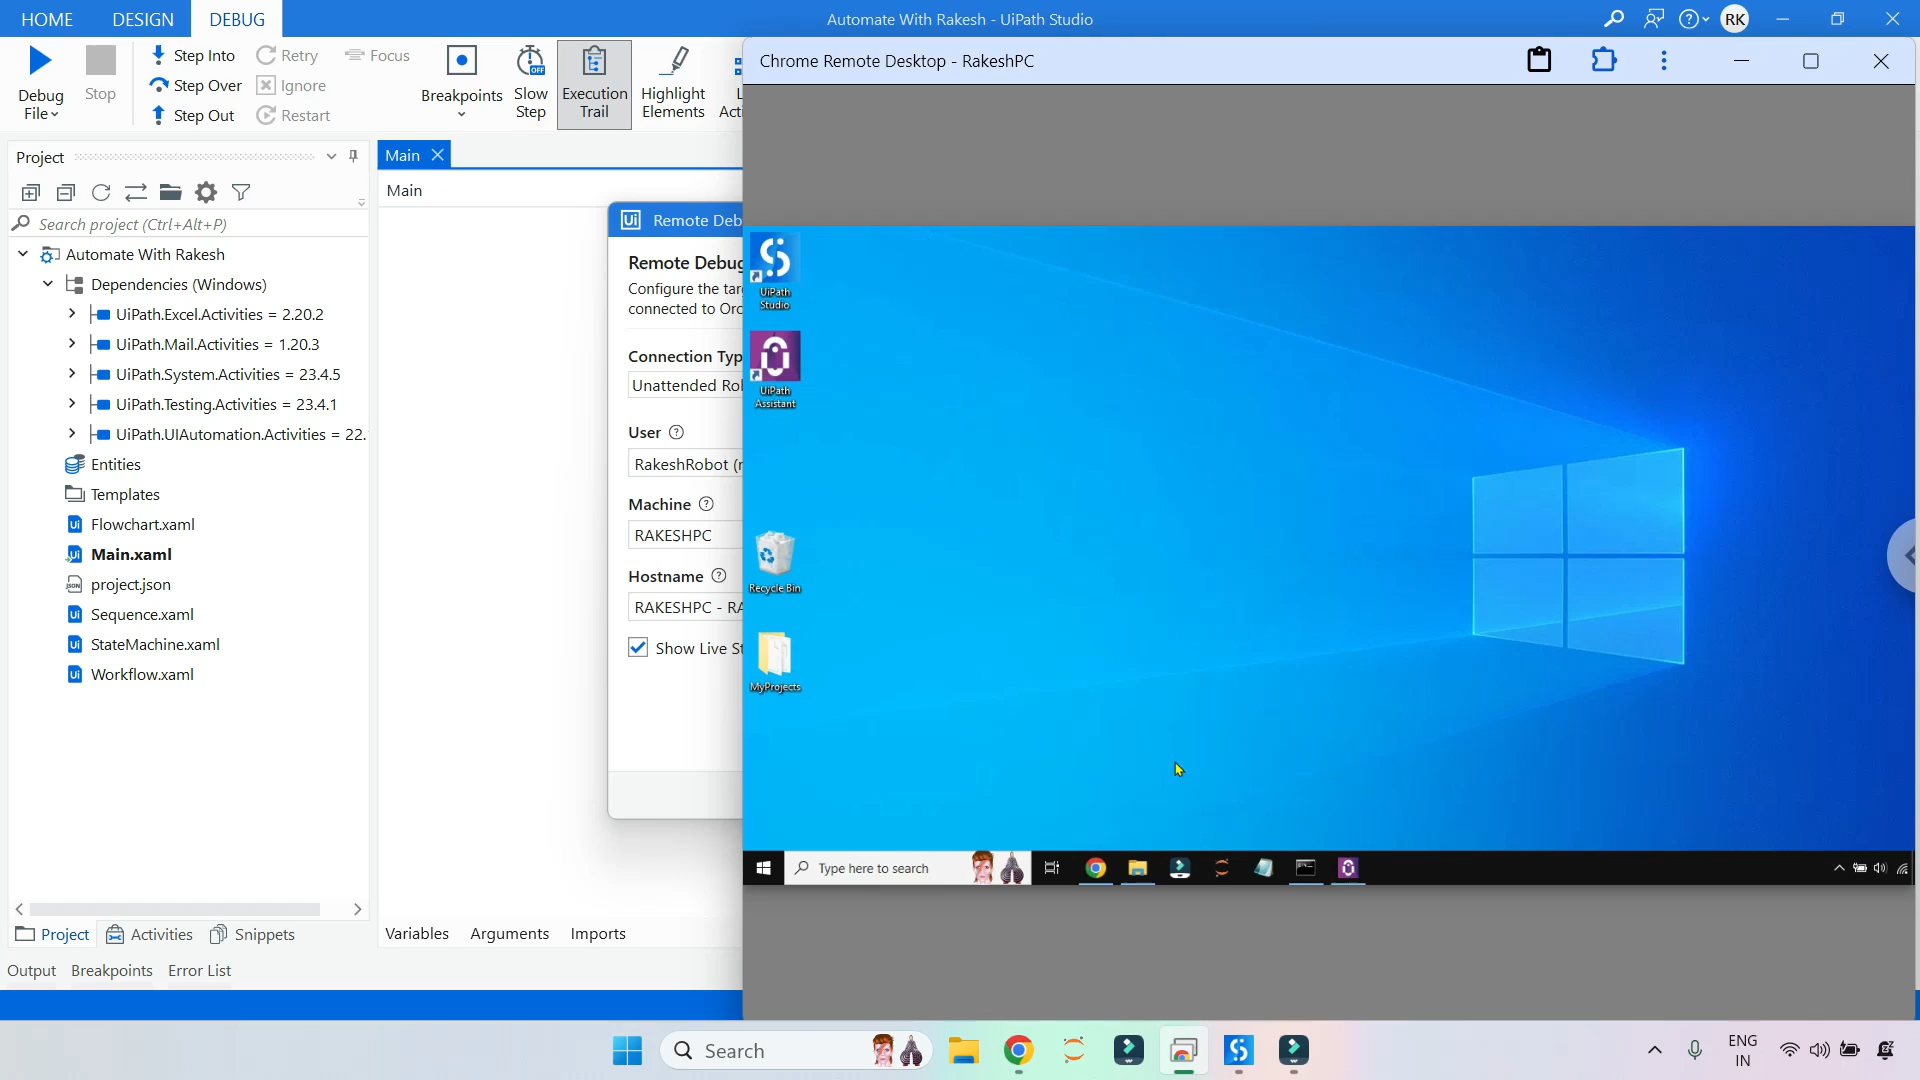 HOME DESIGN DEBUG Automate With Rakesh - UiPath Studio RK
Debug File Stop Step Into Step Over Step Out Retry Ignore Restart Focus Breakpoints Slow Step OFF Execution Trail Highlight Elements
Chrome Remote Desktop - RakeshPC
Project
Search project (Ctrl+Alt+P)
Automate With Rakesh
Dependencies (Windows)
UiPath.Excel.Activities = 2.20.2
UiPath.Mail.Activities = 1.20.3
UiPath.System.Activities = 23.4.5
UiPath.Testing.Activities = 23.4.1
UiPath.UIAutomation.Activities = 22.
Entities
Templates
Flowchart.xaml
Main.xaml
project.json
Sequence.xaml
StateMachine.xaml
Workflow.xaml
Project Activities Snippets
Output Breakpoints Error List
Main
Main
Variables Arguments Imports
Ui Remote Deb
Remote Debug
Configure the tar
connected to Orc
Connection Typ
Unattended Rol
User
RakeshRobot (r
Machine
RAKESHPC
Hostname
RAKESHPC - RA
Show Live St
UiPath Studio
UiPath Assistant
Recycle Bin
MyProjects
Type here to search
Search
ENG
IN